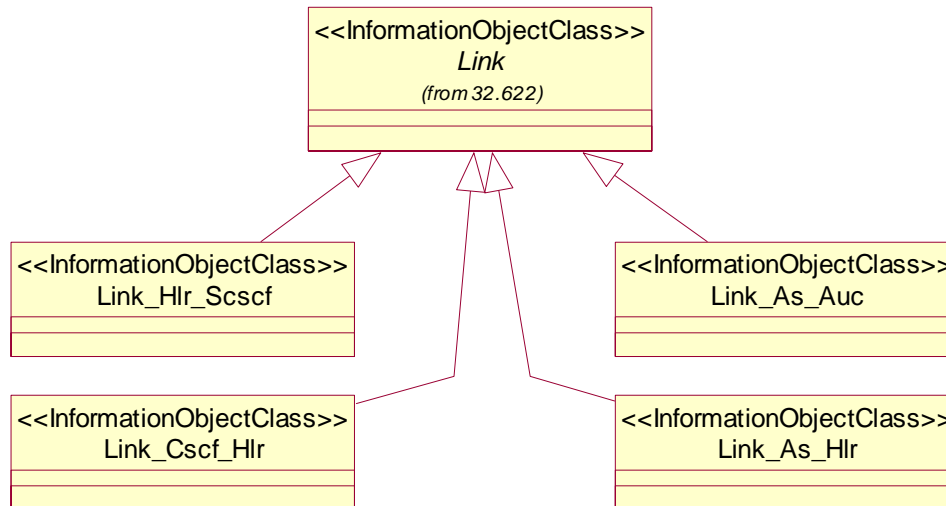 <<InformationObjectClass>>
Link
(from 32.622)
<<InformationObjectClass>>
Link_Hlr_Scscf
<<InformationObjectClass>>
Link_As_Auc
<<InformationObjectClass>>
Link_Cscf_Hlr
<<InformationObjectClass>>
Link_As_Hlr